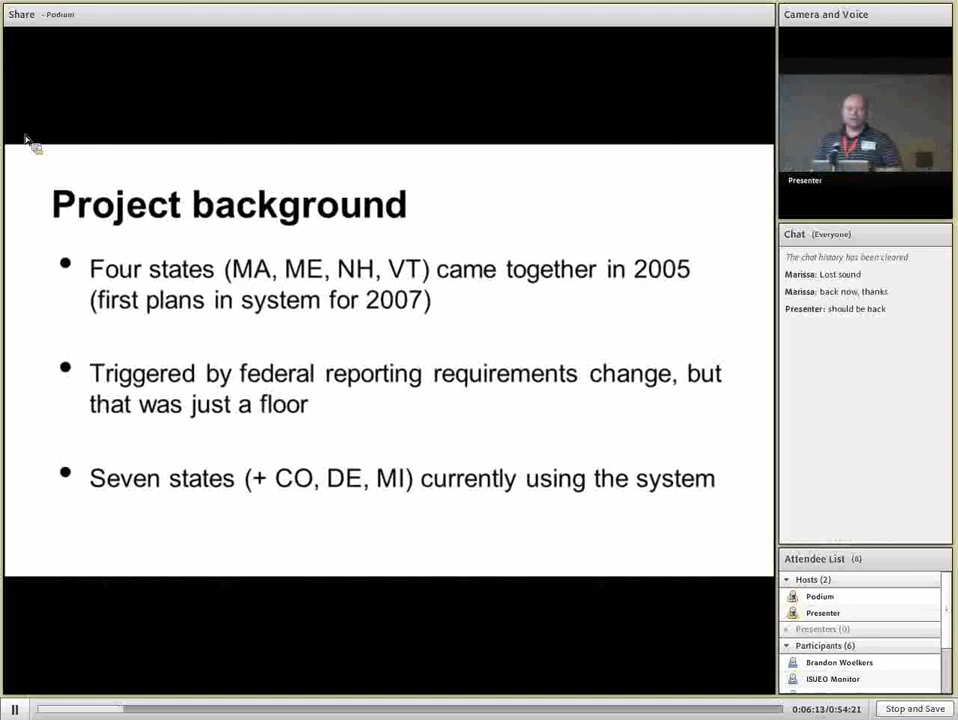 Share - Podium
Project background
• Four states (MA, ME, NH, VT) came together in 2005
(first plans in system for 2007)
• Triggered by federal reporting requirements change, but
that was just a floor
• Seven states (+ CO, DE, MI) currently using the system
Camera and Voice
Presenter
Chat (Everyone)
The chat history has been cleared
Marissa: Lost sound
Marissa: back now, thanks
Presenter: should be back
Attendee List (8)
Hosts (2)
Podium
Presenter
Presenters (0)
Participants (6)
Brandon Woelkers
ISUEO Monitor
0:06:13/0:54:21
Stop and Save